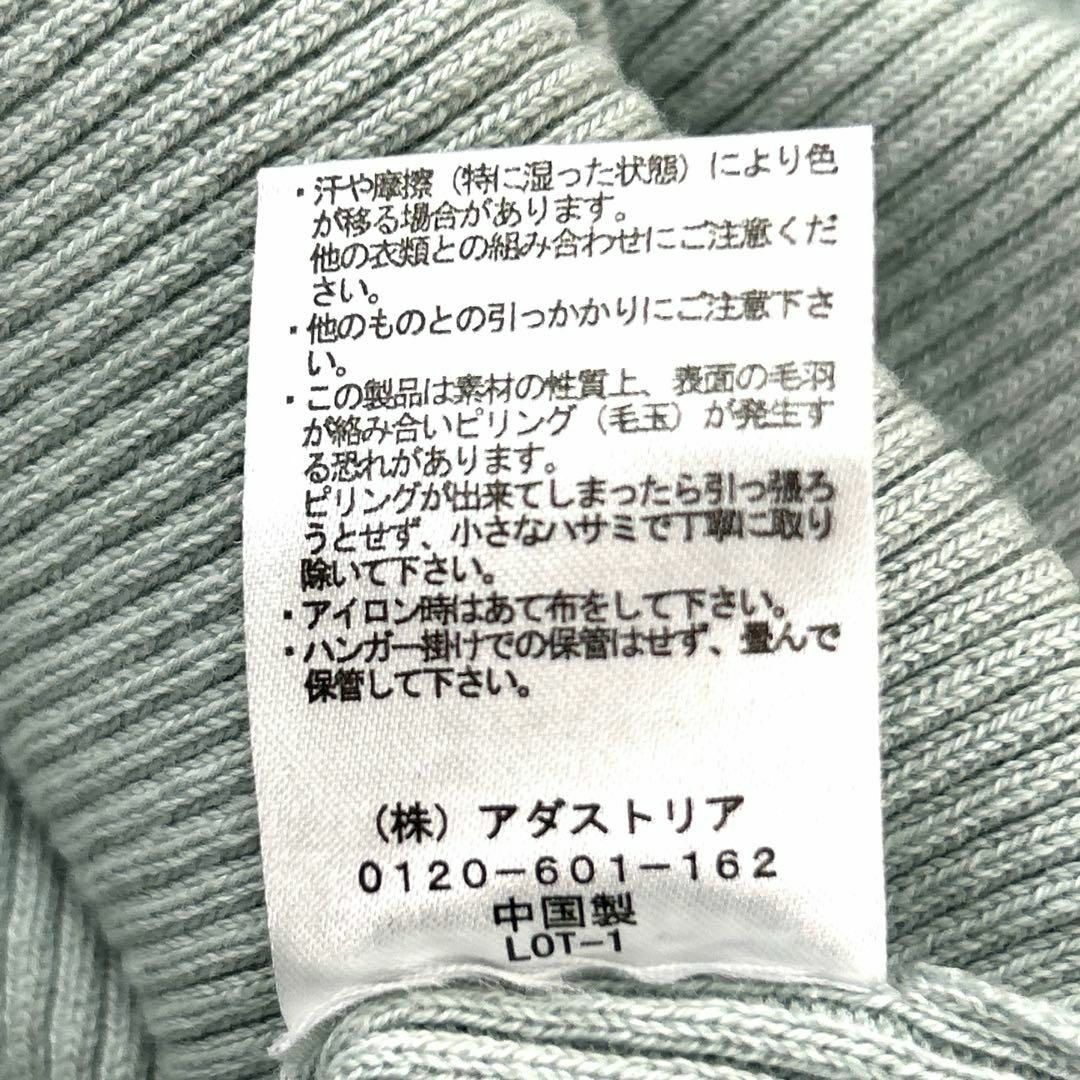 ・汗や摩擦（特に湿った状態）により色
が移る場合があります。
他の衣類との組み合わせにご注意くだ
さい。
・他のものとの引っかかりにご注意下さ
い。
・この製品は素材の性質上、表面の毛羽
が絡み合いピリング（毛玉）が発生す
る恐れがあります。
ピリングが出来てしまったら引っ張ろ
うとせず、小さなハサミで丁寧に取り
除いて下さい。
・アイロン時はあて布をして下さい。
・ハンガー掛けでの保管はせず、畳んで
保管して下さい。
（株）アダストリア
0120-601-162
中国製
LOT-1